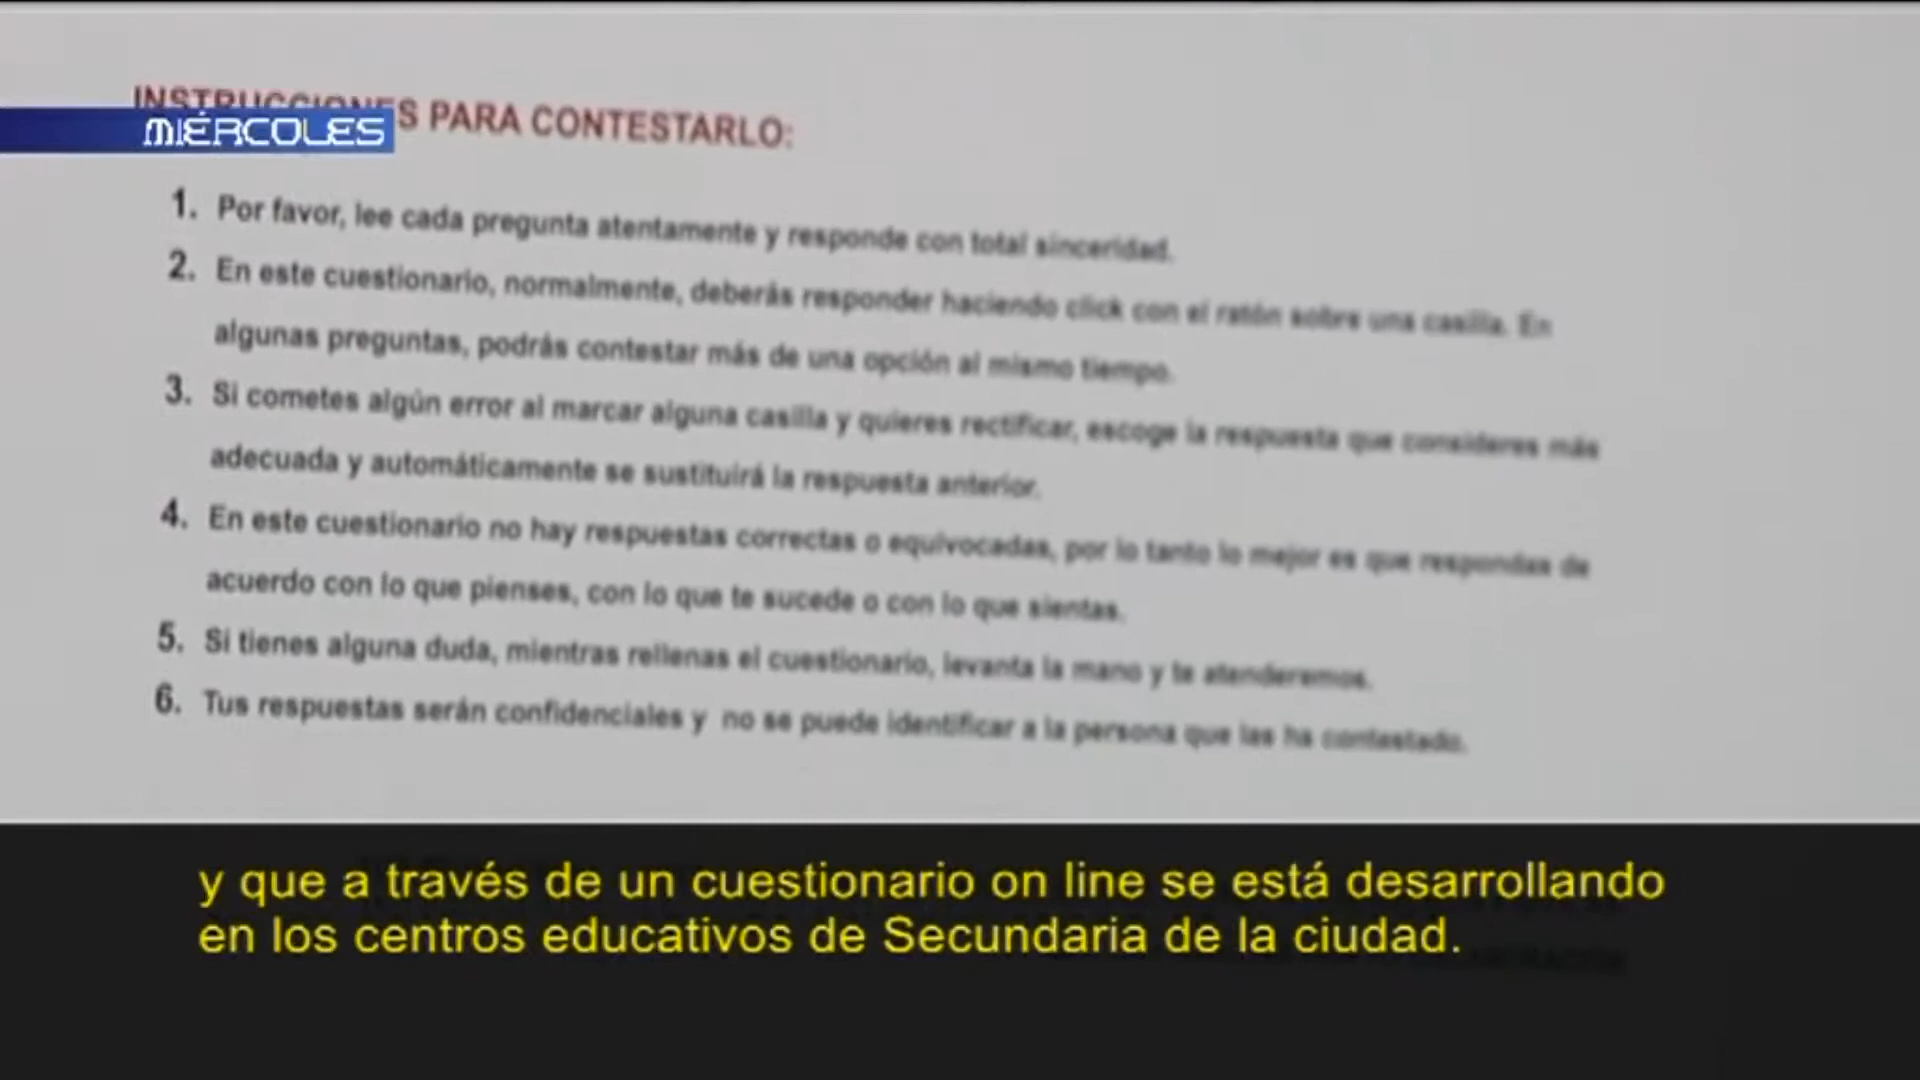 INSTRUCCIONES PARA CONTESTARLO:
MIÉRCOLES
1. Por favor, lee cada pregunta atentamente y responde con total sinceridad.
2. En este cuestionario, normalmente, deberás responder haciendo click con el ratón sobre una casilla. En
algunas preguntas, podrás contestar más de una opción al mismo tiempo.
3. Si cometes algún error al marcar alguna casilla y quieres rectificar, escoge la respuesta que consideres más
adecuada y automáticamente se sustituirá la respuesta anterior.
4. En este cuestionario no hay respuestas correctas o equivocadas, por lo tanto lo mejor es que respondas de
acuerdo con lo que pienses, con lo que te sucede o con lo que sientas.
5. Si tienes alguna duda, mientras rellenas el cuestionario, levanta la mano y te atenderemos.
6. Tus respuestas serán confidenciales y no se puede identificar a la persona que las ha contestado.
y que a través de un cuestionario on line se está desarrollando
en los centros educativos de Secundaria de la ciudad.